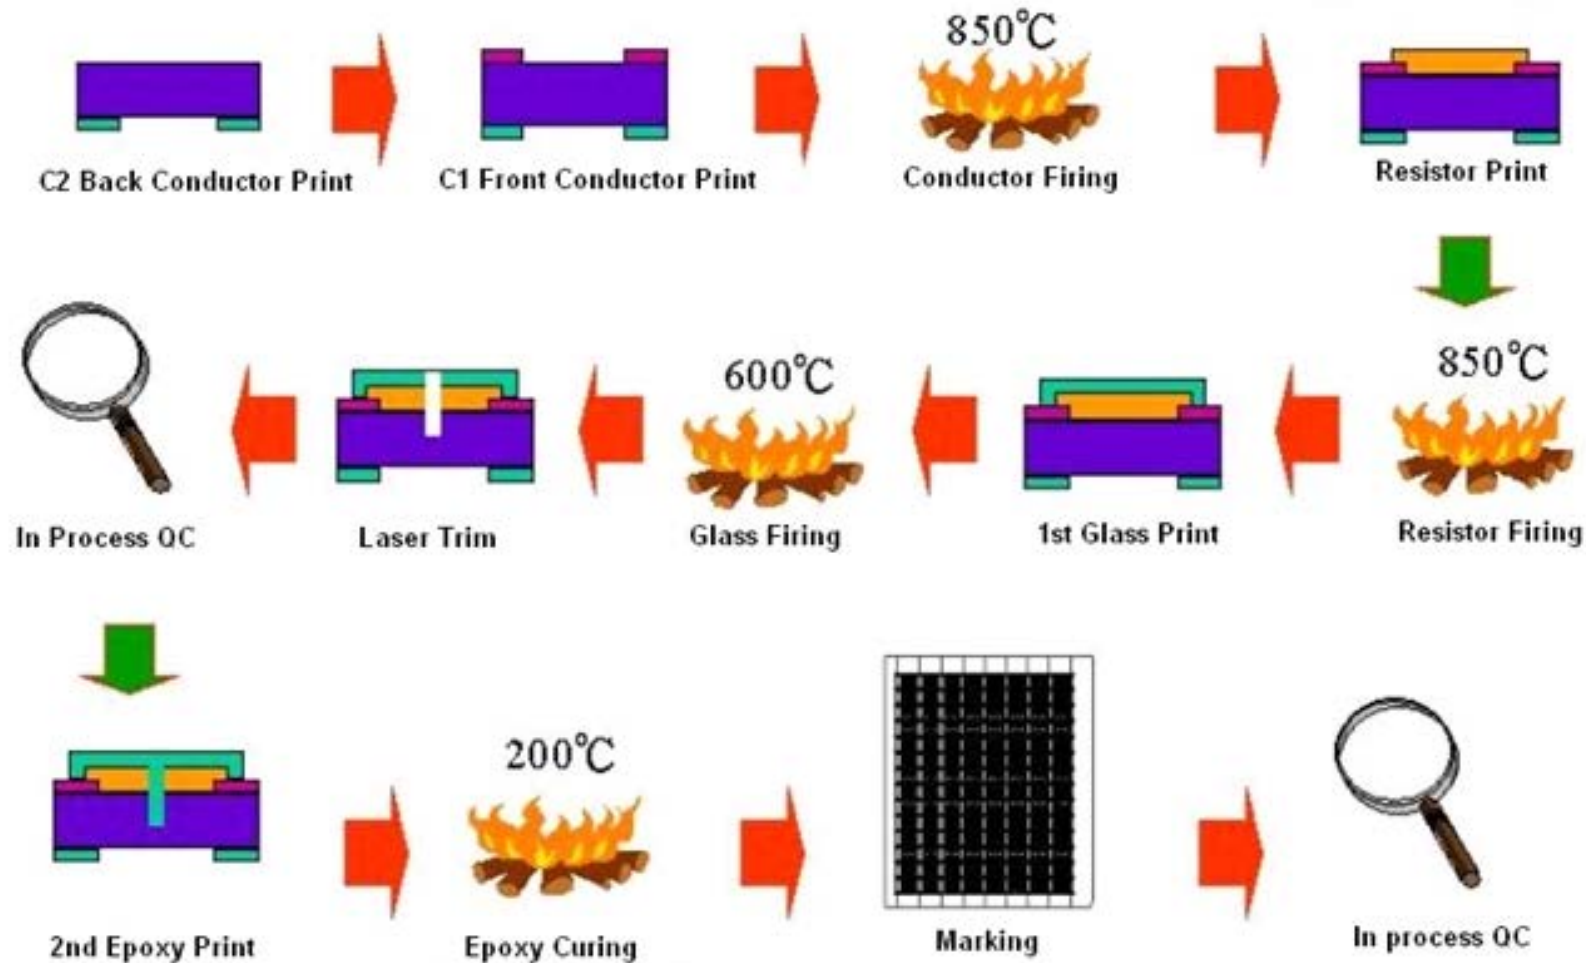 850℃
C2 Back Conductor Print
C1 Front Conductor Print
Conductor Firing
Resistor Print
600℃
850℃
In Process QC
Laser Trim
Glass Firing
1st Glass Print
Resistor Firing
200℃
2nd Epoxy Print
Epoxy Curing
Marking
In process QC